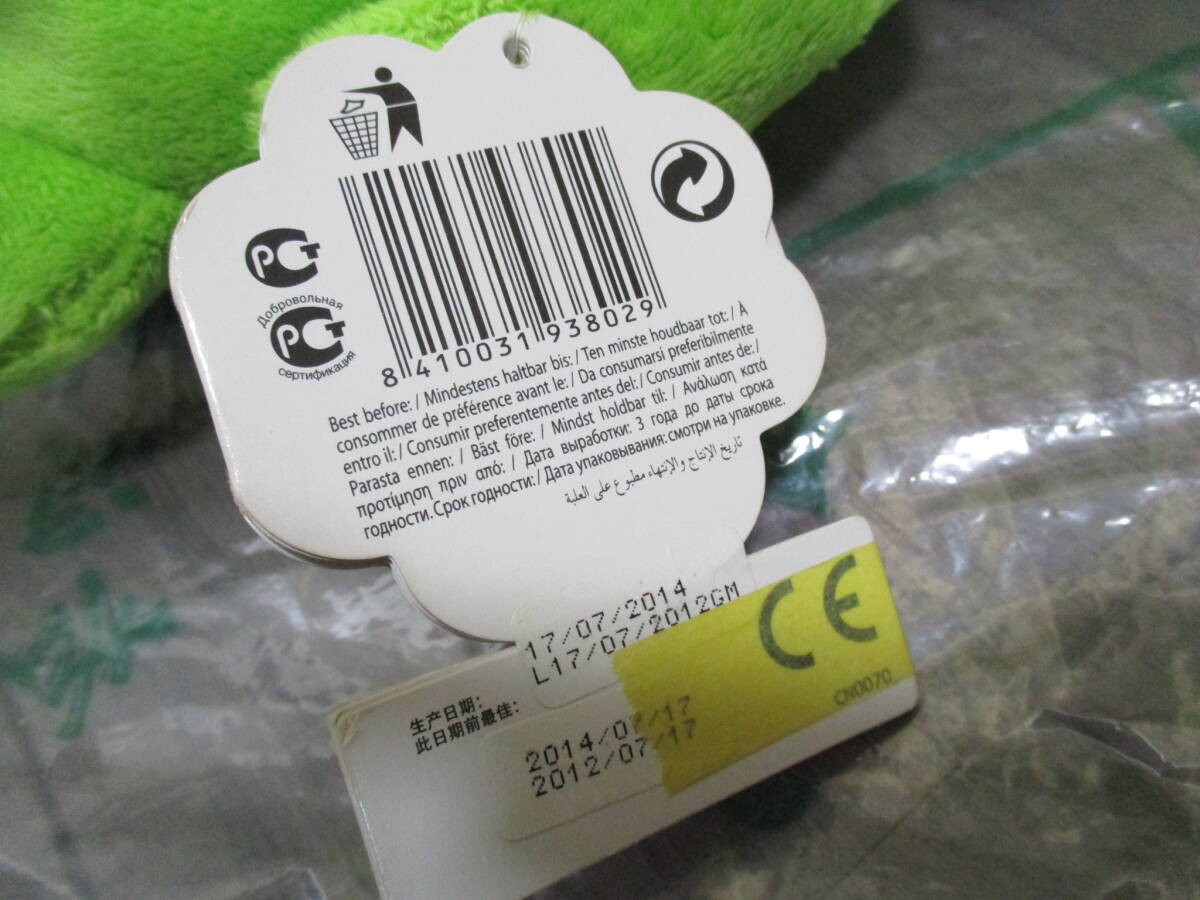 РСТ
Добровольная
РСТ
сертификация
8 410031 938029
Best before: / Mindestens haltbar bis: / Ten minste houdbaar tot: / À
consommer de préférence avant le: / Da consumarsi preferibilmente
entro il: / Consumir preferentemente antes del: / Consumir antes de: /
Parasta ennen: / Bäst före: / Mindst holdbar til: / Ανάλωση κατά
προτίμηση πριν από: / Дата выработки: 3 года до даты срока
годности. Срок годности: / Дата упаковывания: смотри на упаковке.
تاريخ الإنتاج والإنتهاء مطبوع على العلبة
17/07/2014
L17/07/2012GM
CE
CN0070
生产日期:
此日期前最佳:
2014/07/17
2012/07/17